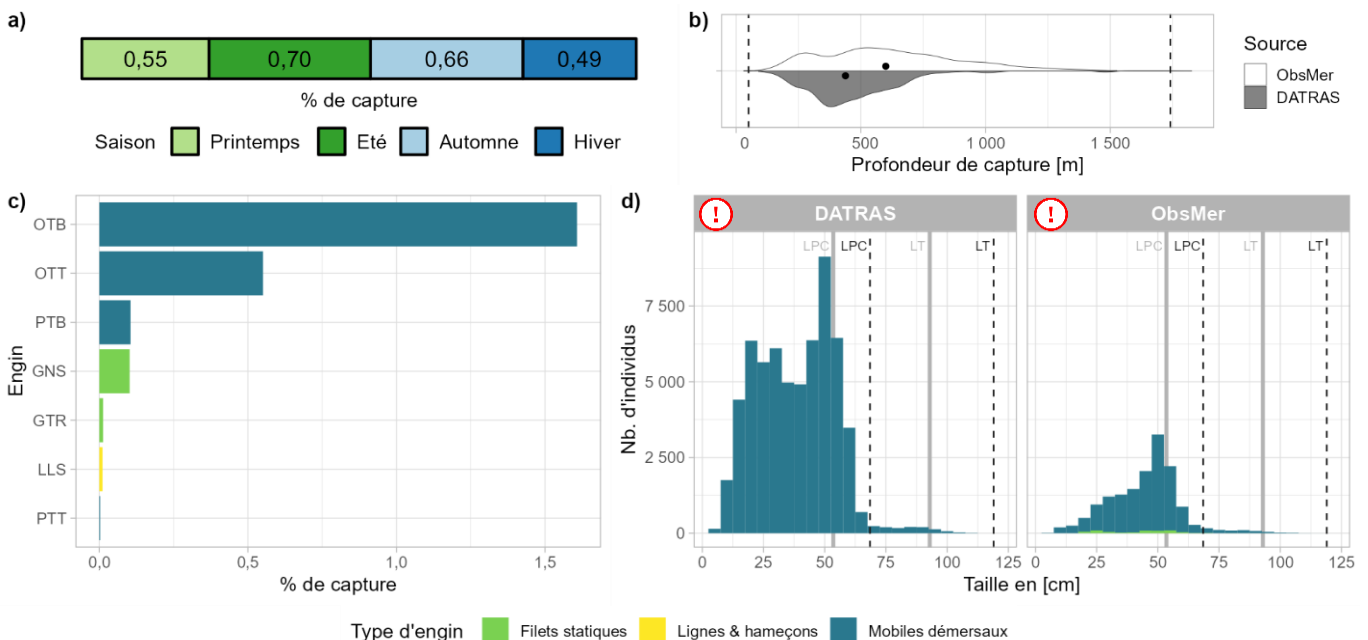 a)
0,55 0,70 0,66 0,49
% de capture
Saison Printemps Eté Automne Hiver
b)
0 500 1 000 1 500
Profondeur de capture [m]
Source
ObsMer
DATRAS
c)
Engin
OTB
OTT
PTB
GNS
GTR
LLS
PTT
0,0 0,5 1,0 1,5
% de capture
d)
! DATRAS ! ObsMer
LPC LPC LT LT LPC LPC LT LT
Nb. d'individus
7 500
5 000
2 500
0
0 25 50 75 100 125 0 25 50 75 100 125
Taille en [cm]
Type d'engin Filets statiques Lignes & hameçons Mobiles démersaux